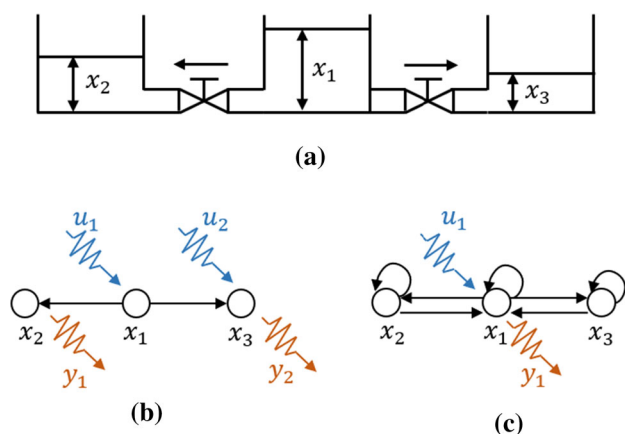 x₂ x₁ x₃
(a)
u₁ u₂ u₁
x₂ x₁ x₃ x₂ x₁ x₃
y₁ y₂ y₁
(b) (c)